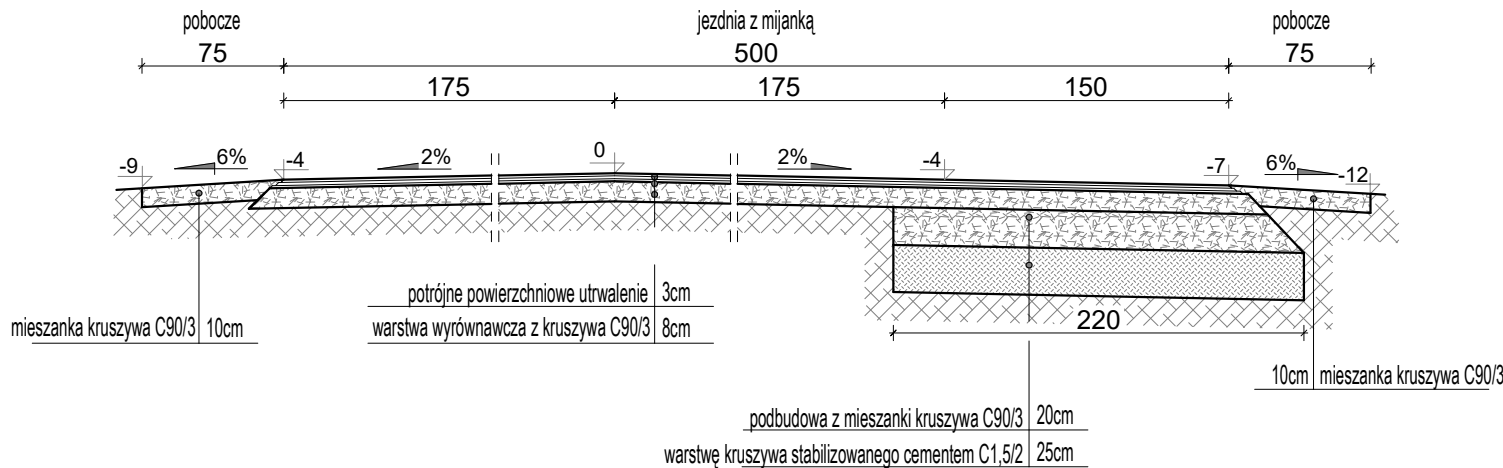 pobocze jezdnia z mijanką pobocze
75 500 75
175 175 150
-9 6% -4 2% 0 2% -4 -7 6% -12
potrójne powierzchniowe utrwalenie 3cm
mieszanka kruszywa C90/3 10cm
warstwa wyrównawcza z kruszywa C90/3 8cm
220
10cm mieszanka kruszywa C90/3
podbudowa z mieszanki kruszywa C90/3 20cm
warstwę kruszywa stabilizowanego cementem C1,5/2 25cm